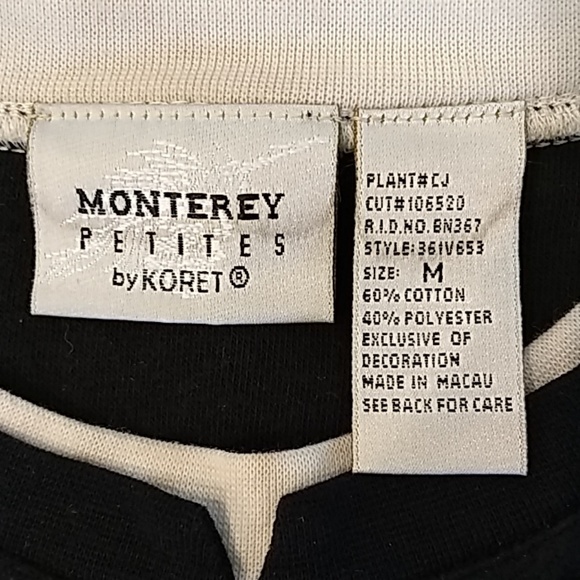 MONTEREY
PETITES
by KORET®
PLANT#CJ
CUT#106520
R.I.D.NO.BN367
STYLE:361V653
SIZE: M
60% COTTON
40% POLYESTER
EXCLUSIVE OF
DECORATION
MADE IN MACAU
SEE BACK FOR CARE